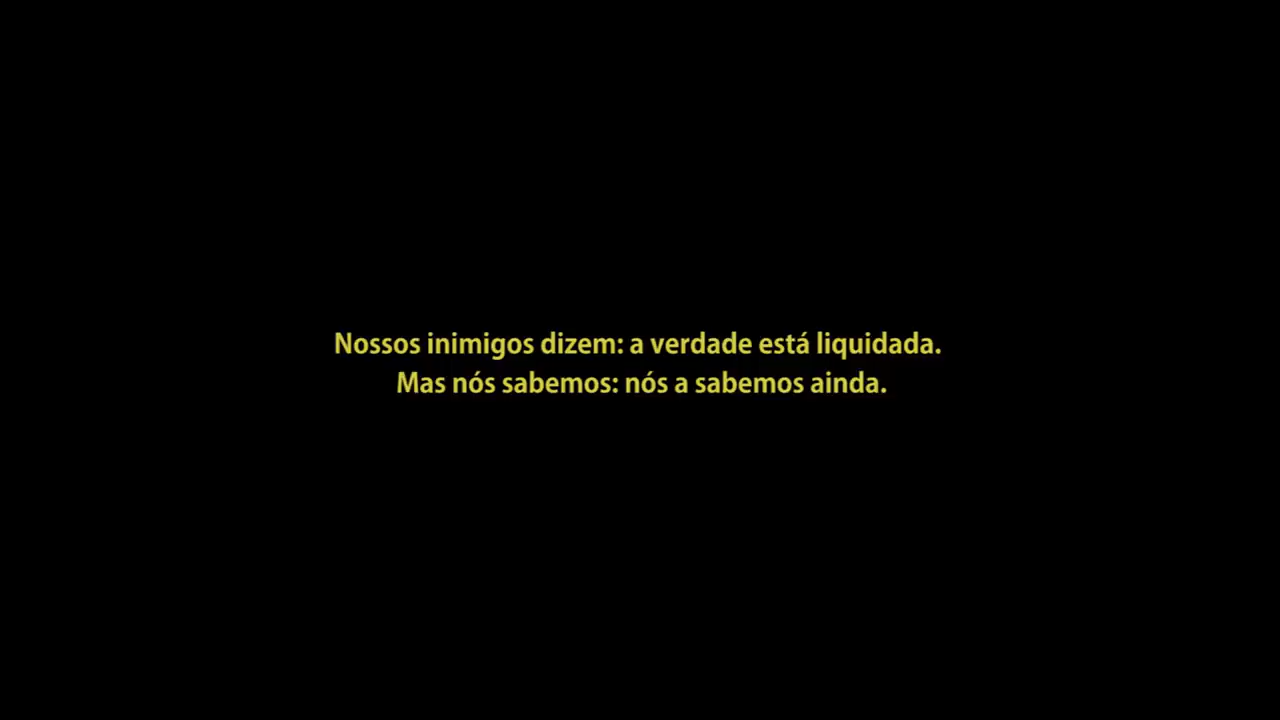 Nossos inimigos dizem: a verdade está liquidada.
Mas nós sabemos: nós a sabemos ainda.